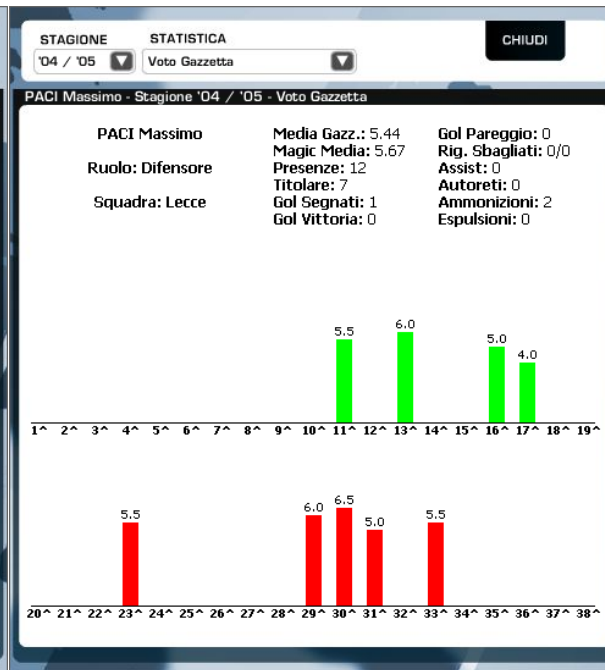 STAGIONE STATISTICA CHIUDI
'04 / '05 Voto Gazzetta
PACI Massimo - Stagione '04 / '05 - Voto Gazzetta
PACI Massimo Media Gazz.: 5.44 Gol Pareggio: 0
Magic Media: 5.67 Rig. Sbagliati: 0/0
Ruolo: Difensore Presenze: 12 Assist: 0
Titolare: 7 Autoreti: 0
Squadra: Lecce Gol Segnati: 1 Ammonizioni: 2
Gol Vittoria: 0 Espulsioni: 0
5.5 6.0 5.0 4.0
1^ 2^ 3^ 4^ 5^ 6^ 7^ 8^ 9^ 10^ 11^ 12^ 13^ 14^ 15^ 16^ 17^ 18^ 19^
5.5 6.0 6.5 5.0 5.5
20^ 21^ 22^ 23^ 24^ 25^ 26^ 27^ 28^ 29^ 30^ 31^ 32^ 33^ 34^ 35^ 36^ 37^ 38^